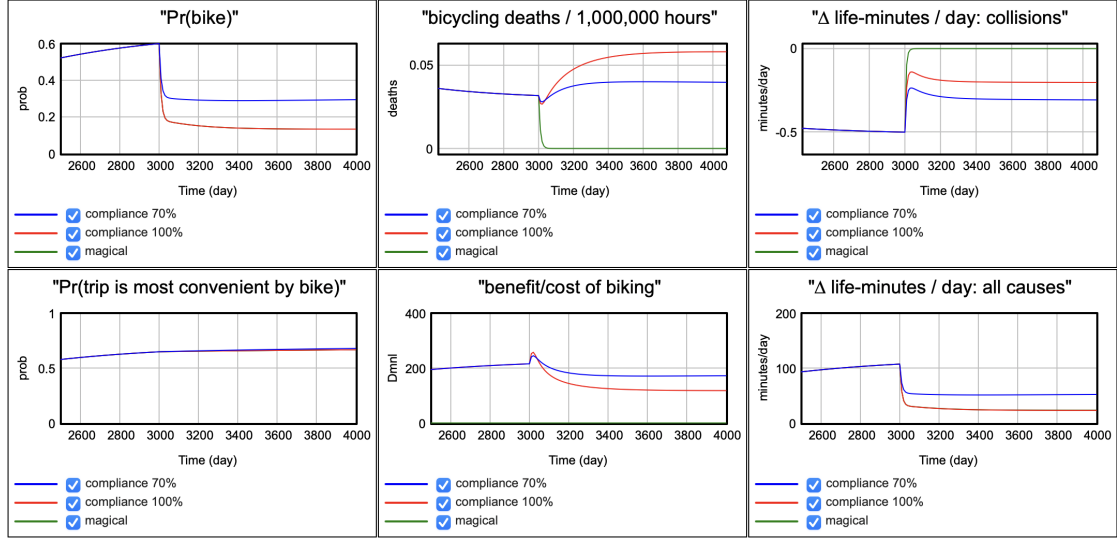 "Pr(bike)"
0.6
0.4
0.2
0
prob
2600 2800 3000 3200 3400 3600 3800 4000
Time (day)
compliance 70%
compliance 100%
magical
"bicycling deaths / 1,000,000 hours"
0.05
0
deaths
2600 2800 3000 3200 3400 3600 3800 4000
Time (day)
compliance 70%
compliance 100%
magical
"Δ life-minutes / day: collisions"
0
-0.5
minutes/day
2600 2800 3000 3200 3400 3600 3800 4000
Time (day)
compliance 70%
compliance 100%
magical
"Pr(trip is most convenient by bike)"
1
0.5
0
prob
2600 2800 3000 3200 3400 3600 3800 4000
Time (day)
compliance 70%
compliance 100%
magical
"benefit/cost of biking"
400
200
0
Dmnl
2600 2800 3000 3200 3400 3600 3800 4000
Time (day)
compliance 70%
compliance 100%
magical
"Δ life-minutes / day: all causes"
200
100
0
minutes/day
2600 2800 3000 3200 3400 3600 3800 4000
Time (day)
compliance 70%
compliance 100%
magical